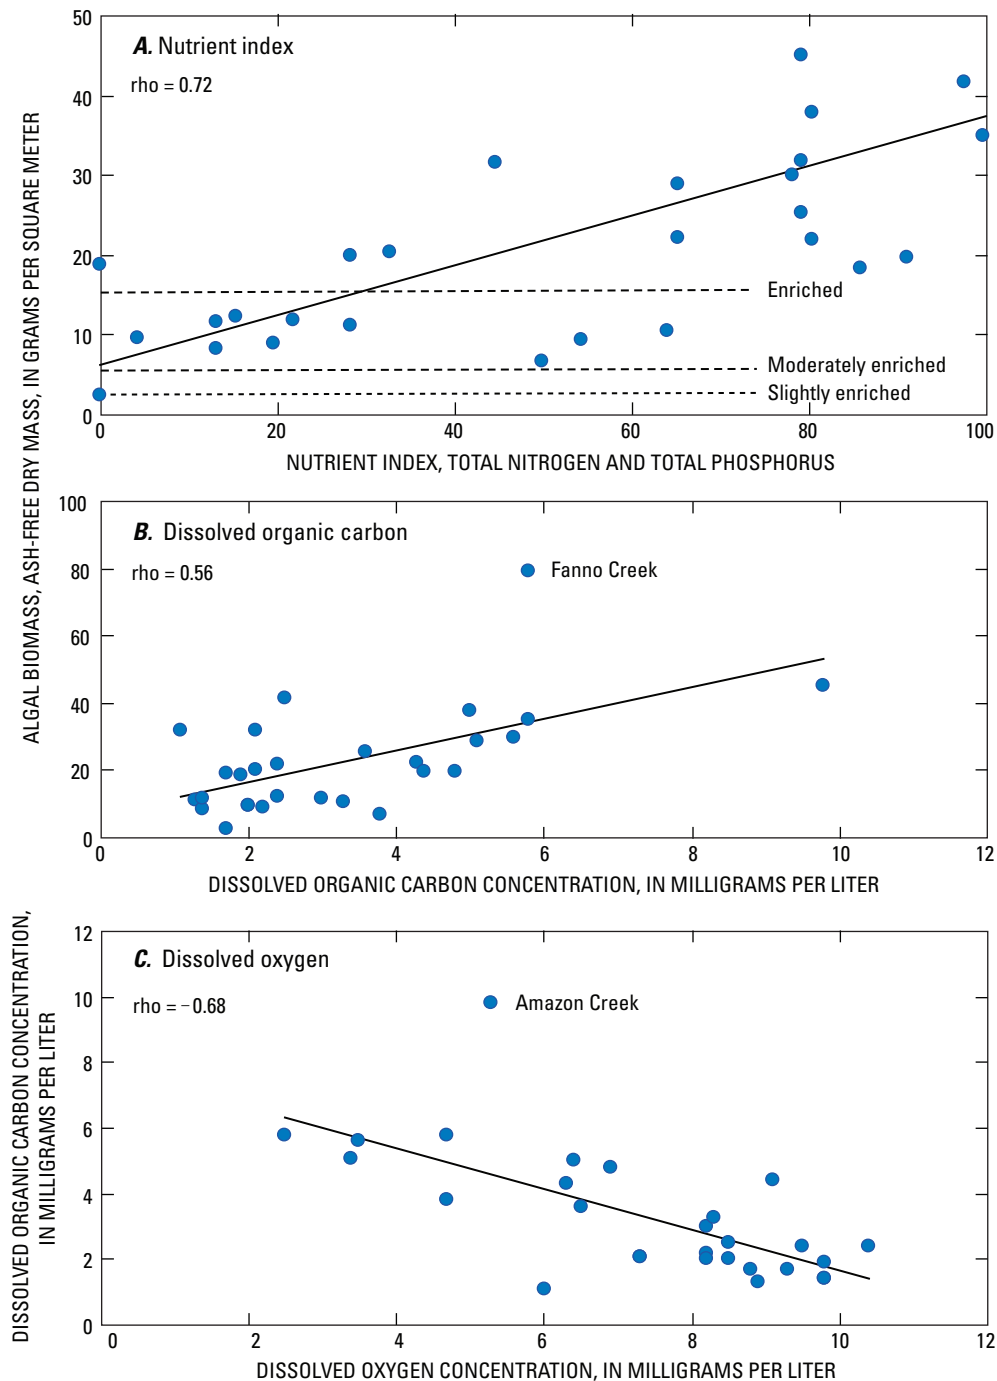 ALGAL BIOMASS, ASH-FREE DRY MASS, IN GRAMS PER SQUARE METER
50
40
30
20
10
0
A. Nutrient index
rho = 0.72
Enriched
Moderately enriched
Slightly enriched
0 20 40 60 80 100
NUTRIENT INDEX, TOTAL NITROGEN AND TOTAL PHOSPHORUS
100
80
60
40
20
0
B. Dissolved organic carbon
rho = 0.56
Fanno Creek
0 2 4 6 8 10 12
DISSOLVED ORGANIC CARBON CONCENTRATION, IN MILLIGRAMS PER LITER
DISSOLVED ORGANIC CARBON CONCENTRATION,
IN MILLIGRAMS PER LITER
12
10
8
6
4
2
0
C. Dissolved oxygen
rho = −0.68
Amazon Creek
0 2 4 6 8 10 12
DISSOLVED OXYGEN CONCENTRATION, IN MILLIGRAMS PER LITER